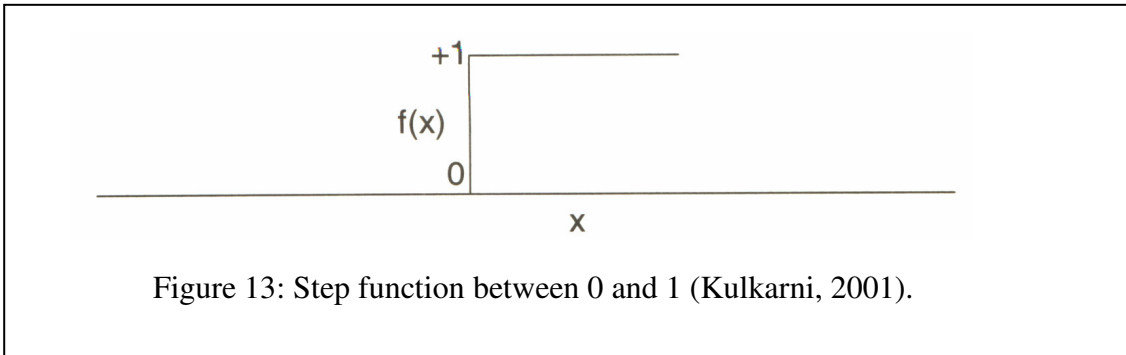 +1
f(x)
0
x
Figure 13: Step function between 0 and 1 (Kulkarni, 2001).